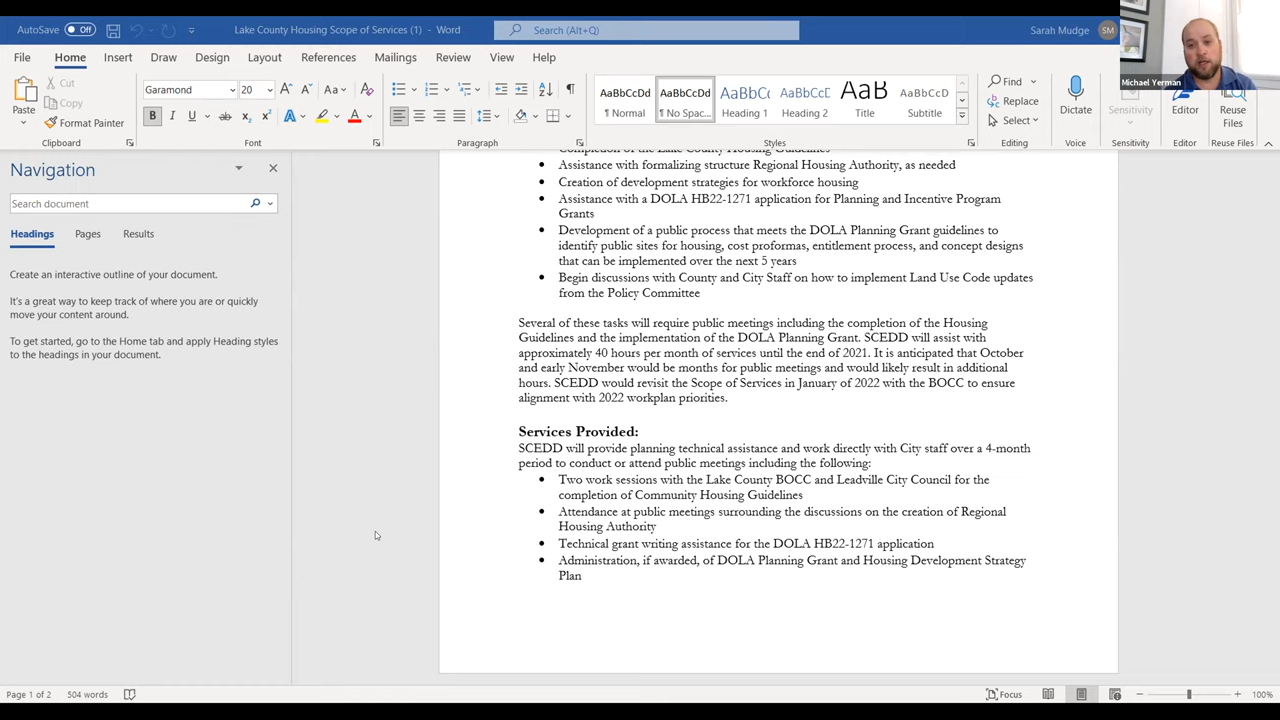 AutoSave Off Lake County Housing Scope of Services (1) - Word Search (Alt+Q) Sarah Mudge SM
File Home Insert Draw Design Layout References Mailings Review View Help
Michael Yerman
Paste Cut Copy Format Painter
Garamond 20 Aa
B I U ab x₂ x² A A
AaBbCcDd AaBbCcDd AaBbC AaBbCcD AaB AaBbCcD
¶ Normal ¶ No Spac... Heading 1 Heading 2 Title Subtitle
Find Replace Select
Dictate Sensitivity Editor Reuse Files
Clipboard Font Paragraph Styles Editing Voice Sensitivity Editor Reuse Files
Navigation
Search document
Headings Pages Results
Create an interactive outline of your document.
It's a great way to keep track of where you are or quickly
move your content around.
To get started, go to the Home tab and apply Heading styles
to the headings in your document.
Completion of the Lake County Housing Guidelines
• Assistance with formalizing structure Regional Housing Authority, as needed
• Creation of development strategies for workforce housing
• Assistance with a DOLA HB22-1271 application for Planning and Incentive Program
Grants
• Development of a public process that meets the DOLA Planning Grant guidelines to
identify public sites for housing, cost proformas, entitlement process, and concept designs
that can be implemented over the next 5 years
• Begin discussions with County and City Staff on how to implement Land Use Code updates
from the Policy Committee
Several of these tasks will require public meetings including the completion of the Housing
Guidelines and the implementation of the DOLA Planning Grant. SCEDD will assist with
approximately 40 hours per month of services until the end of 2021. It is anticipated that October
and early November would be months for public meetings and would likely result in additional
hours. SCEDD would revisit the Scope of Services in January of 2022 with the BOCC to ensure
alignment with 2022 workplan priorities.
Services Provided:
SCEDD will provide planning technical assistance and work directly with City staff over a 4-month
period to conduct or attend public meetings including the following:
• Two work sessions with the Lake County BOCC and Leadville City Council for the
completion of Community Housing Guidelines
• Attendance at public meetings surrounding the discussions on the creation of Regional
Housing Authority
• Technical grant writing assistance for the DOLA HB22-1271 application
• Administration, if awarded, of DOLA Planning Grant and Housing Development Strategy
Plan
Page 1 of 2 504 words Focus 100%